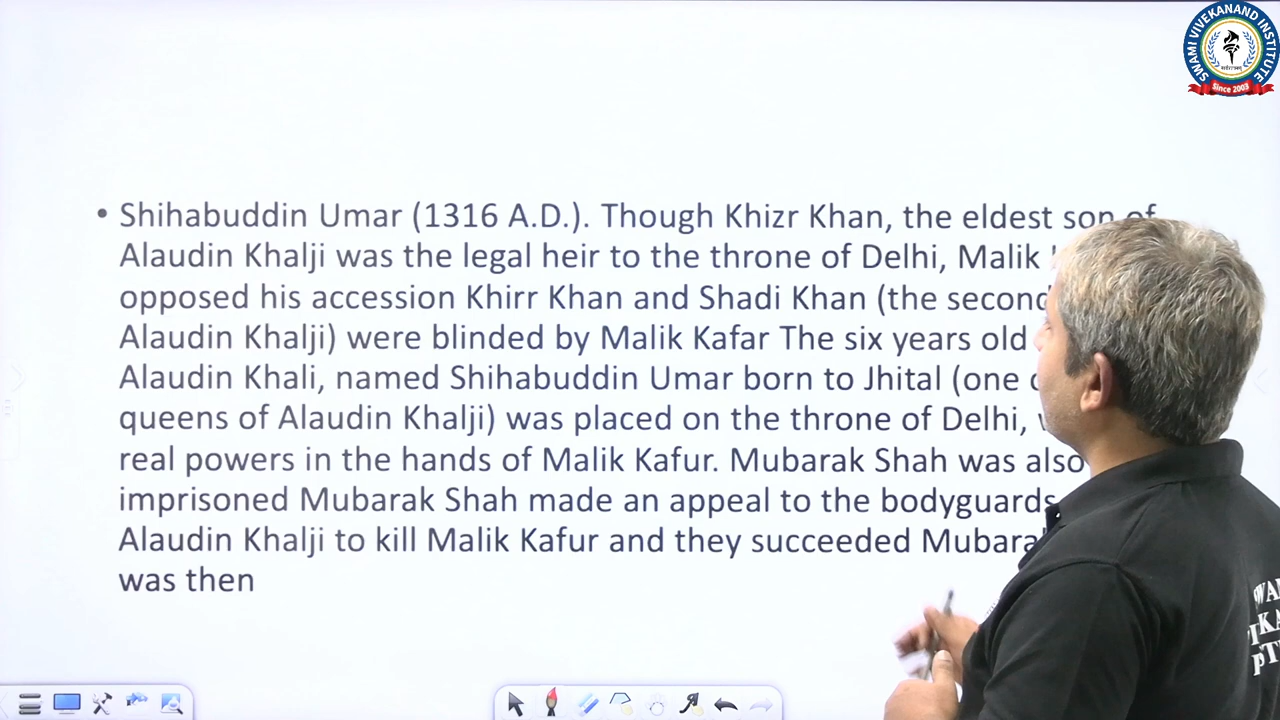 SWAMI VIVEKANAND INSTITUTE
Since 2003
• Shihabuddin Umar (1316 A.D.). Though Khizr Khan, the eldest son of
Alaudin Khalji was the legal heir to the throne of Delhi, Malik
opposed his accession Khirr Khan and Shadi Khan (the second
Alaudin Khalji) were blinded by Malik Kafar The six years old
Alaudin Khali, named Shihabuddin Umar born to Jhital (one
queens of Alaudin Khalji) was placed on the throne of Delhi,
real powers in the hands of Malik Kafur. Mubarak Shah was also
imprisoned Mubarak Shah made an appeal to the bodyguards
Alaudin Khalji to kill Malik Kafur and they succeeded
was then